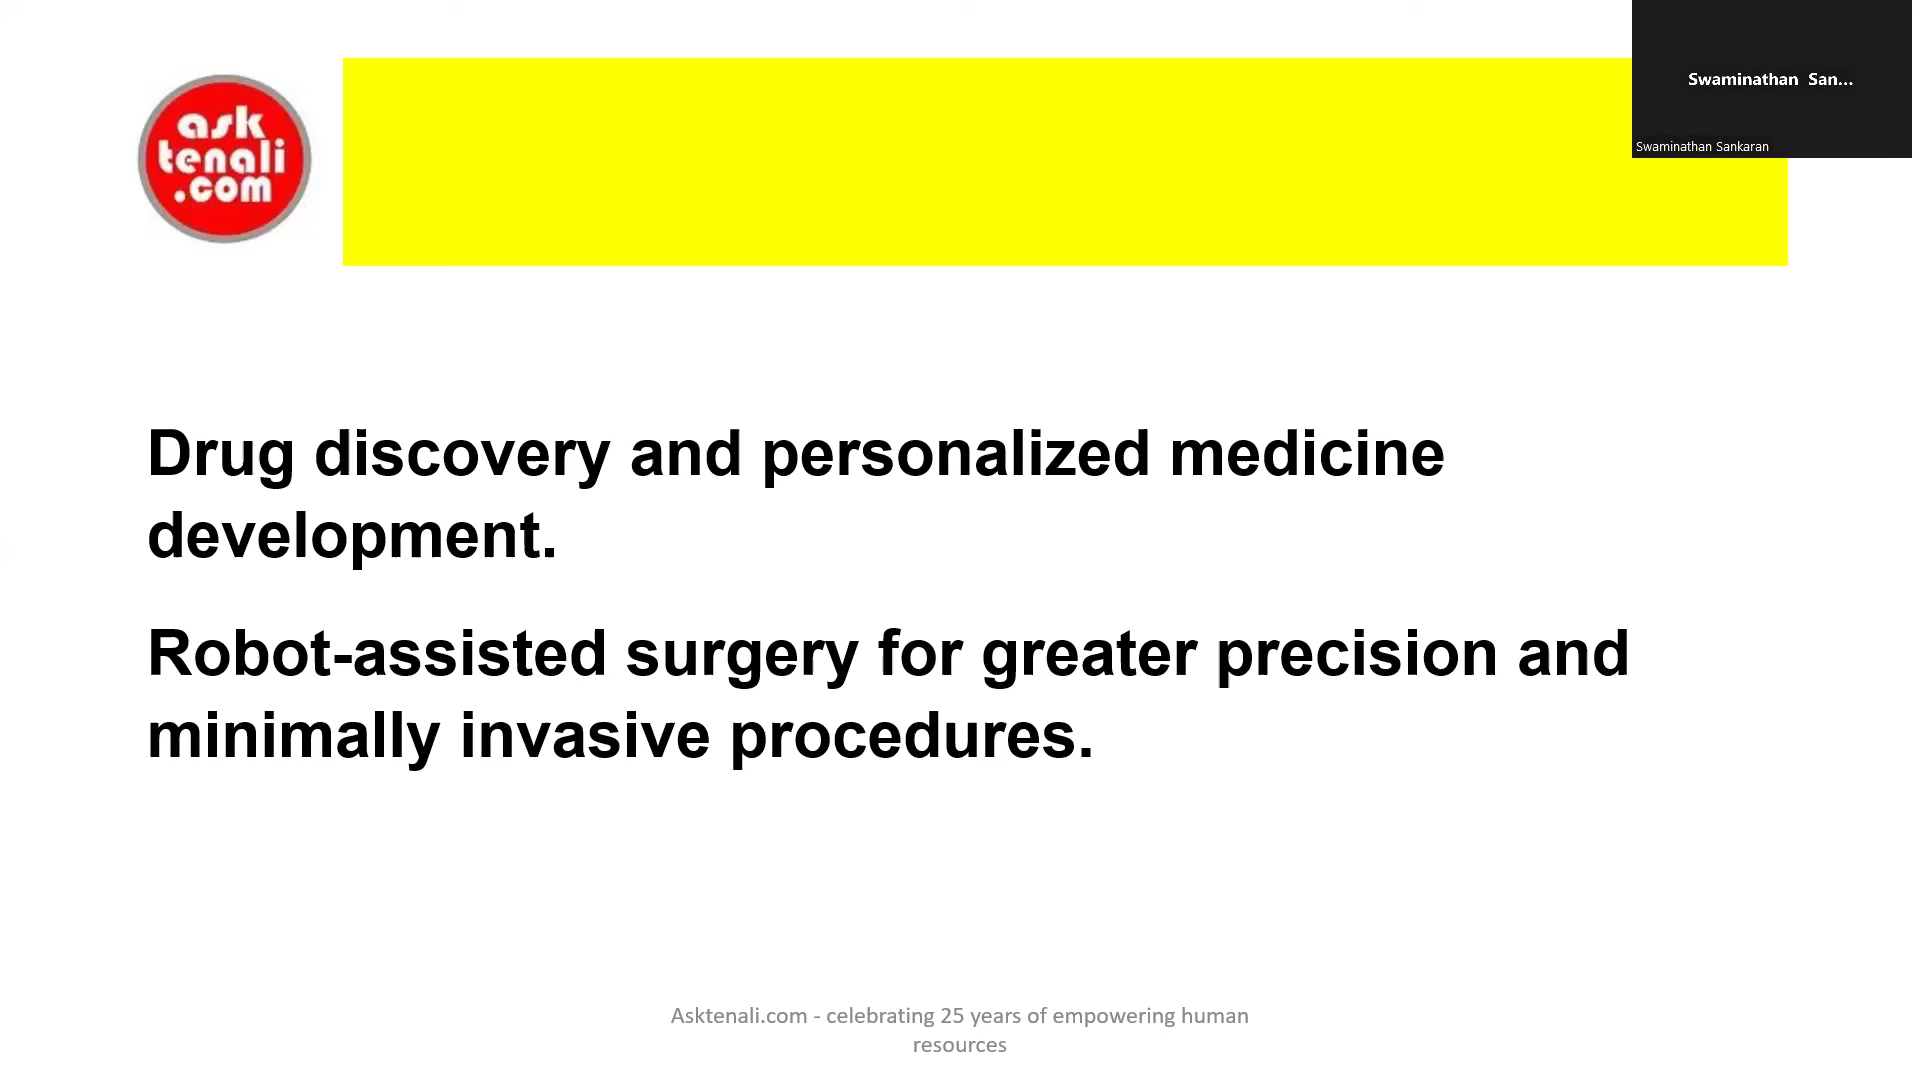 ask
tenali
.com
Swaminathan San...
Swaminathan Sankaran
Drug discovery and personalized medicine
development.
Robot-assisted surgery for greater precision and
minimally invasive procedures.
Asktenali.com - celebrating 25 years of empowering human
resources